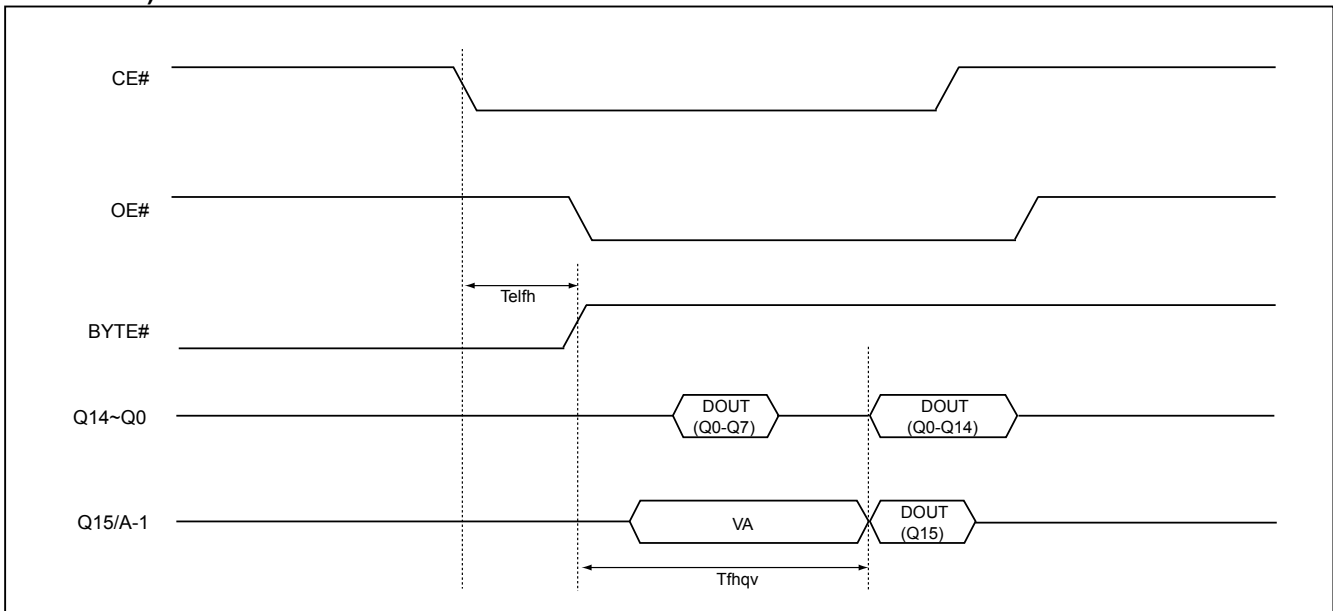 CE#
OE#
Telfh
BYTE#
Q14~Q0
DOUT
(Q0-Q7)
DOUT
(Q0-Q14)
Q15/A-1
VA
DOUT
(Q15)
Tfhqv